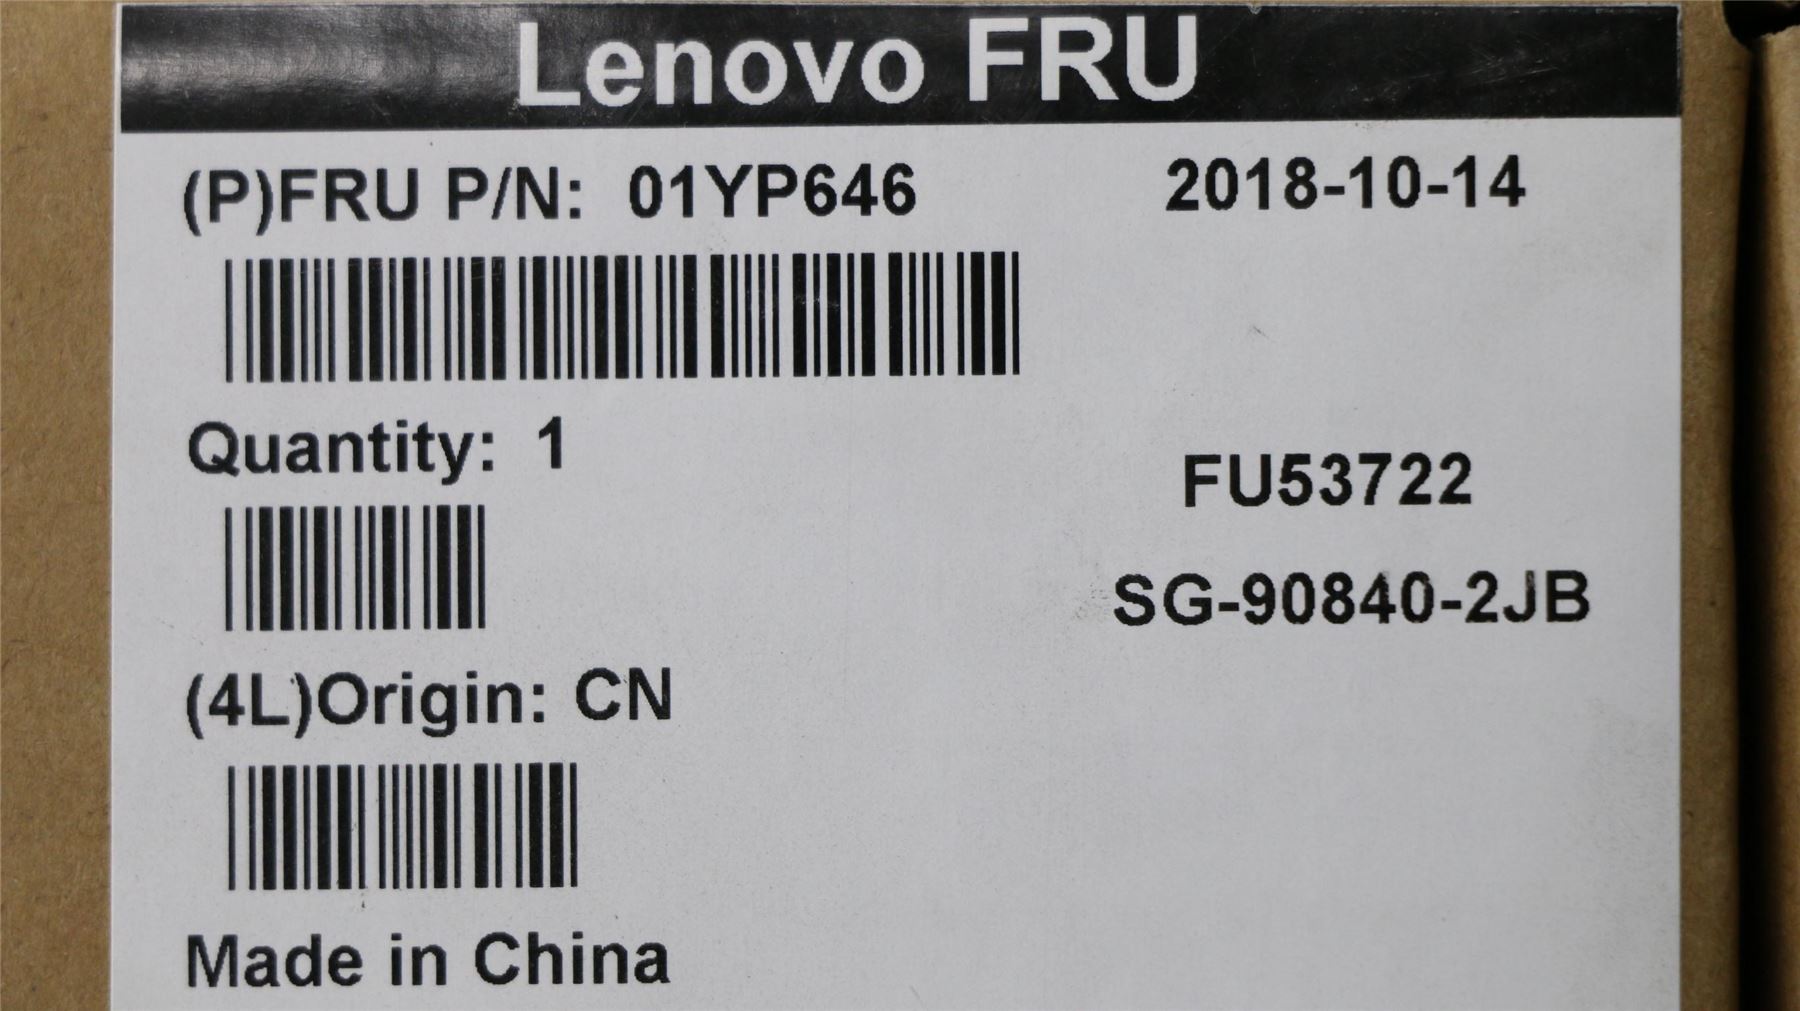 Lenovo FRU
(P)FRU P/N: 01YP646
2018-10-14
Quantity: 1
FU53722
SG-90840-2JB
(4L)Origin: CN
Made in China